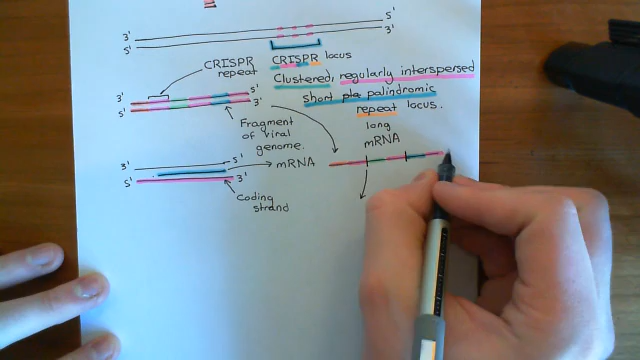 5'
3'
3'
5'
CRISPR locus
CRISPR
repeat
Clustered, regularly interspersed
short palindromic
repeat locus.
3'
5'
5'
3'
Fragment
of viral
genome.
long
mRNA
3'
5'
5'
3'
mRNA
Coding
strand